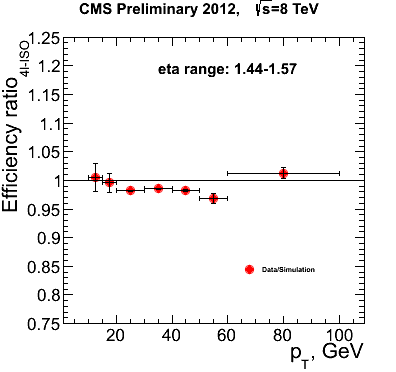 CMS Preliminary 2012, √s=8 TeV
eta range: 1.44-1.57
Efficiency ratio 4l-ISO
1.25
1.2
1.15
1.1
1.05
1
0.95
0.9
0.85
0.8
0.75
Data/Simulation
20 40 60 80 100
pT, GeV